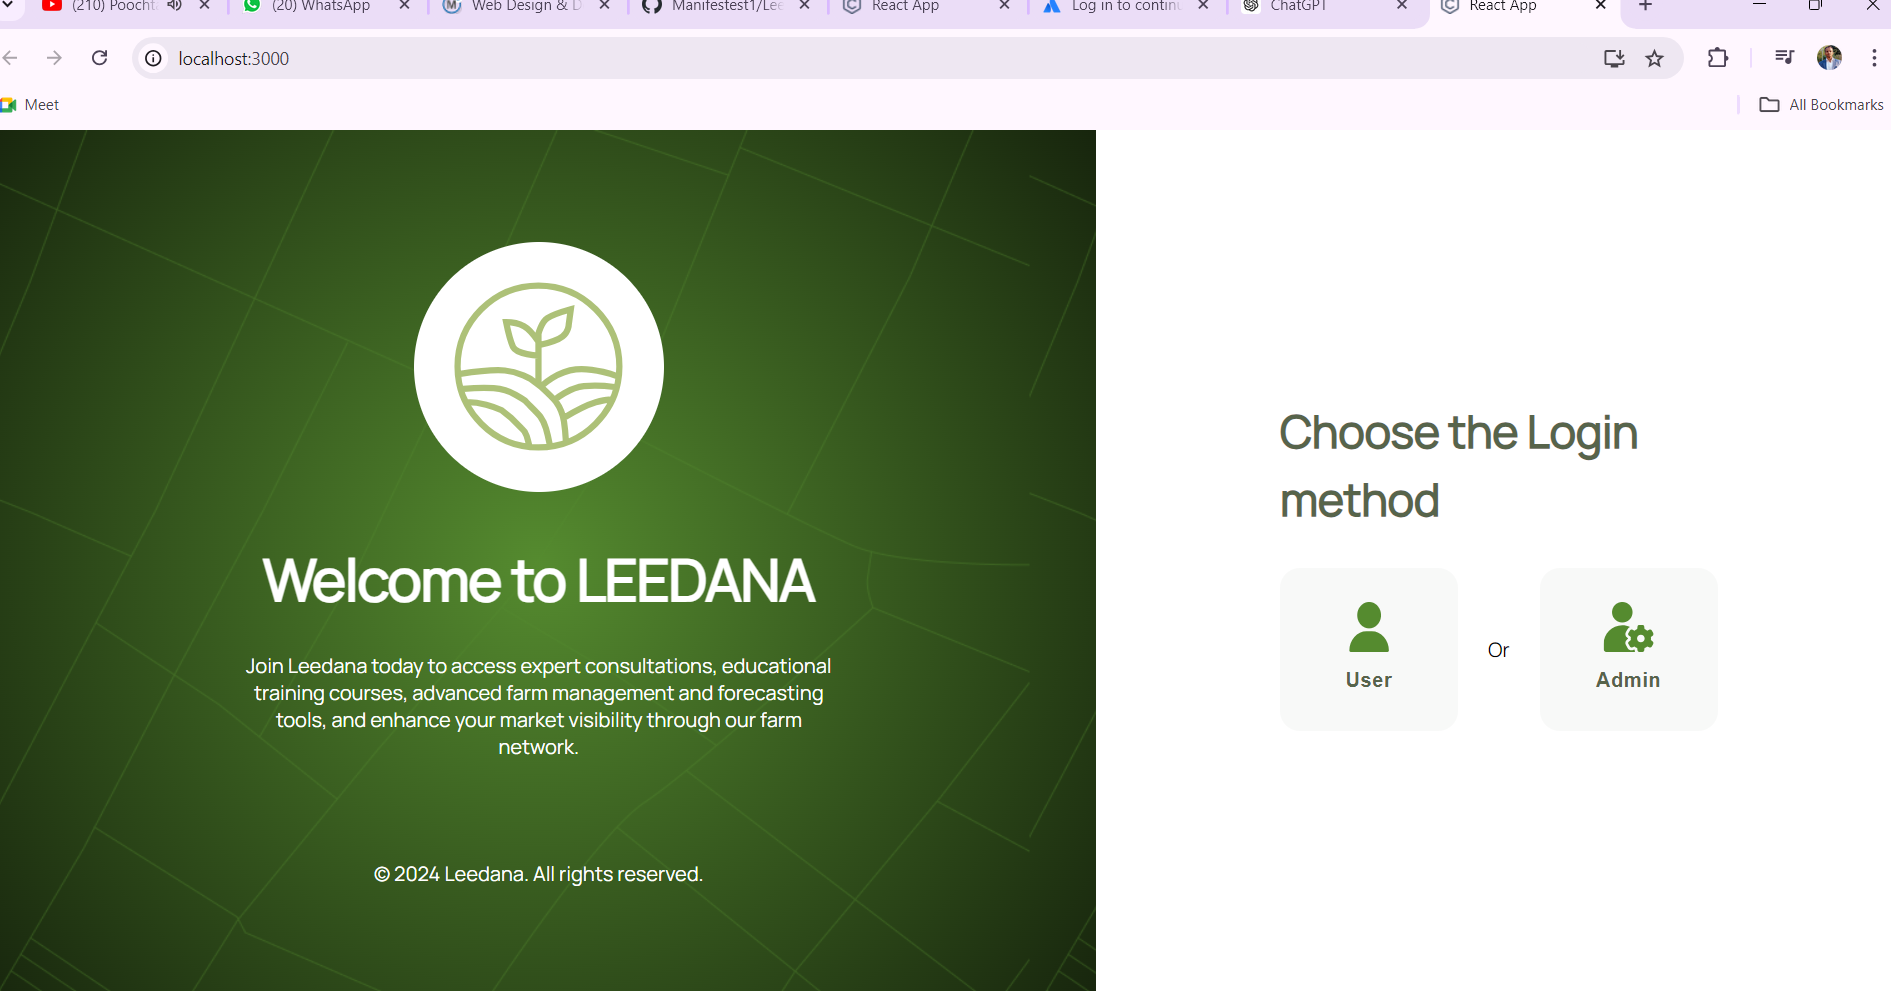 (210) Poocht
(20) WhatsApp
Web Design & D
Manifestest1/Lee
React App
Log in to continu
ChatGPT
React App
localhost:3000
Meet
All Bookmarks
Welcome to LEEDANA
Join Leedana today to access expert consultations, educational
training courses, advanced farm management and forecasting
tools, and enhance your market visibility through our farm
network.
© 2024 Leedana. All rights reserved.
Choose the Login
method
User
Or
Admin